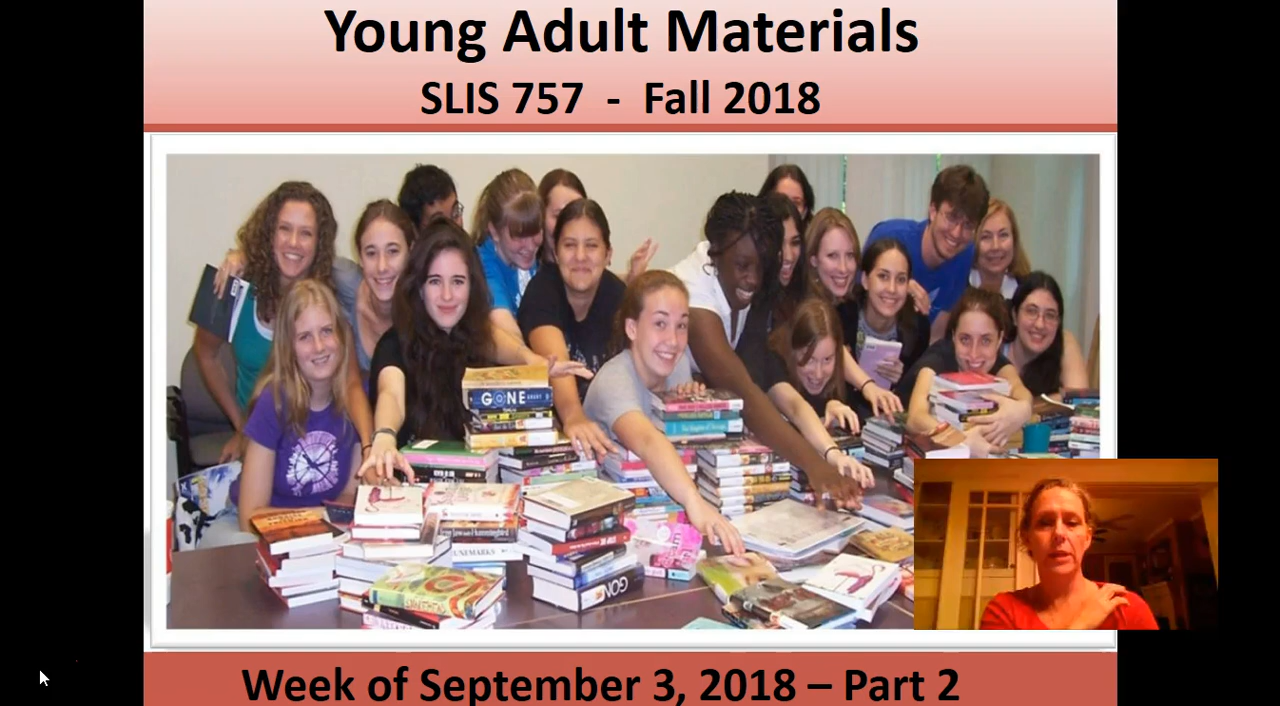 Young Adult Materials
SLIS 757 - Fall 2018
GONE
GONE
Week of September 3, 2018 – Part 2